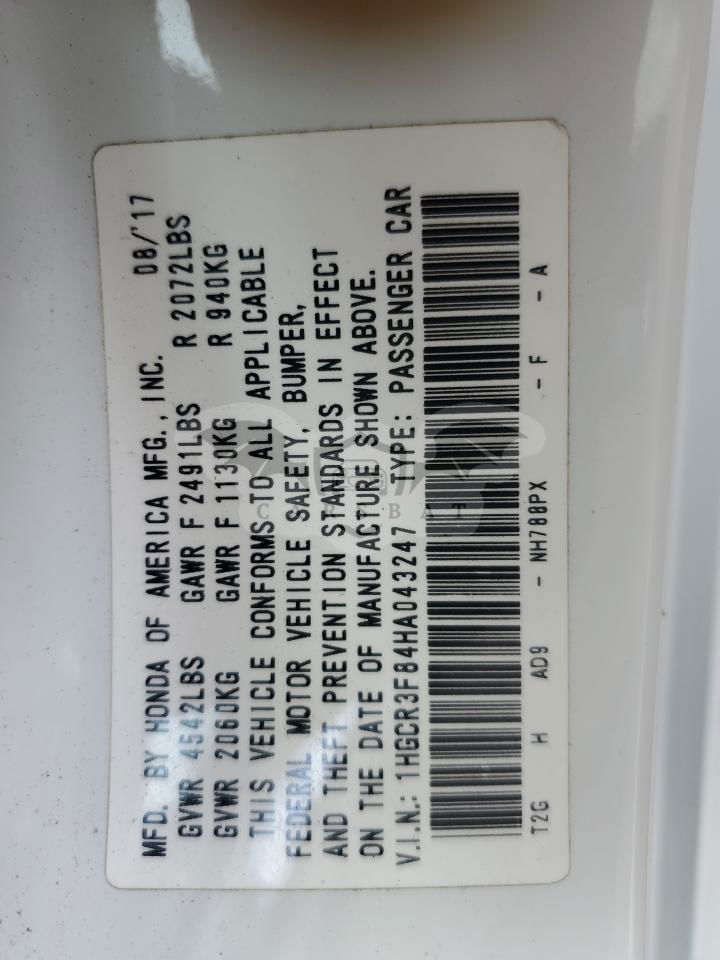 MFD. BY HONDA OF AMERICA MFG., INC. 08/'17
GVWR 4542LBS GAWR F 2491LBS R 2072LBS
GVWR 2060KG GAWR F 1130KG R 940KG
THIS VEHICLE CONFORMS TO ALL APPLICABLE
FEDERAL MOTOR VEHICLE SAFETY, BUMPER,
AND THEFT PREVENTION STANDARDS IN EFFECT
ON THE DATE OF MANUFACTURE SHOWN ABOVE.
V.I.N.: 1HGCR3F84HA043247 TYPE: PASSENGER CAR
T2G H AD9 - NH788PX - F - A